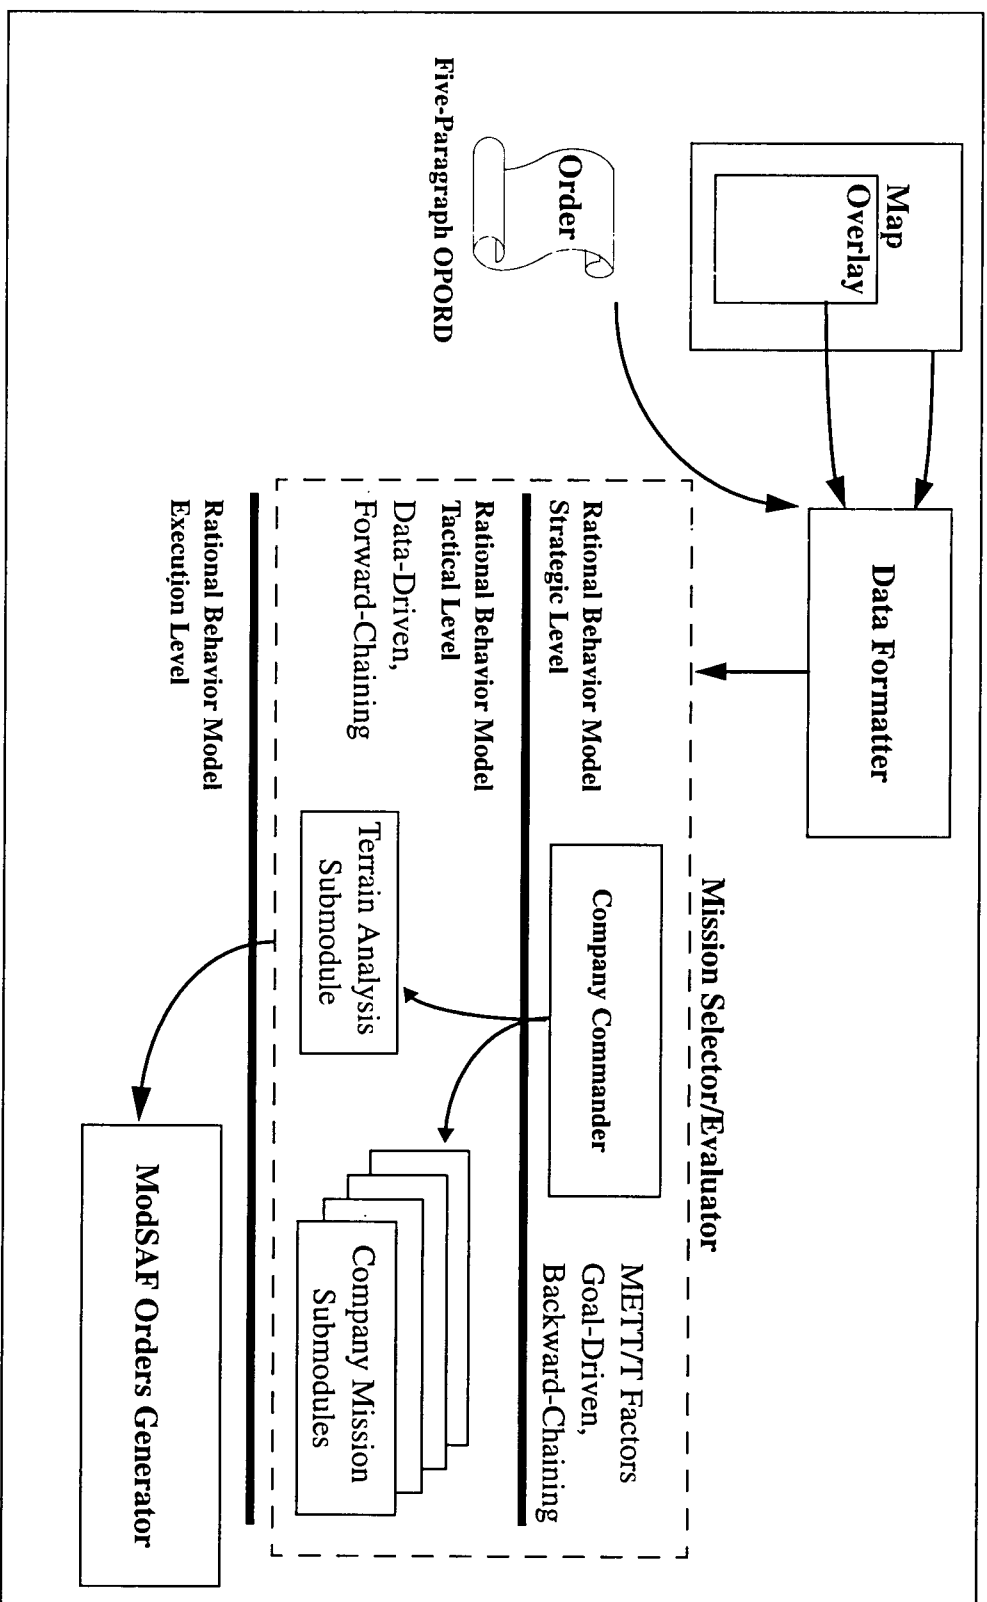 Map
Overlay
Order
Five-Paragraph OPORD
Data Formatter
Mission Selector/Evaluator
Rational Behavior Model
Strategic Level
Company Commander
METT/T Factors
Goal-Driven,
Backward-Chaining
Rational Behavior Model
Tactical Level
Data-Driven,
Forward-Chaining
Terrain Analysis
Submodule
Company Mission
Submodules
Rational Behavior Model
Execution Level
ModSAF Orders Generator